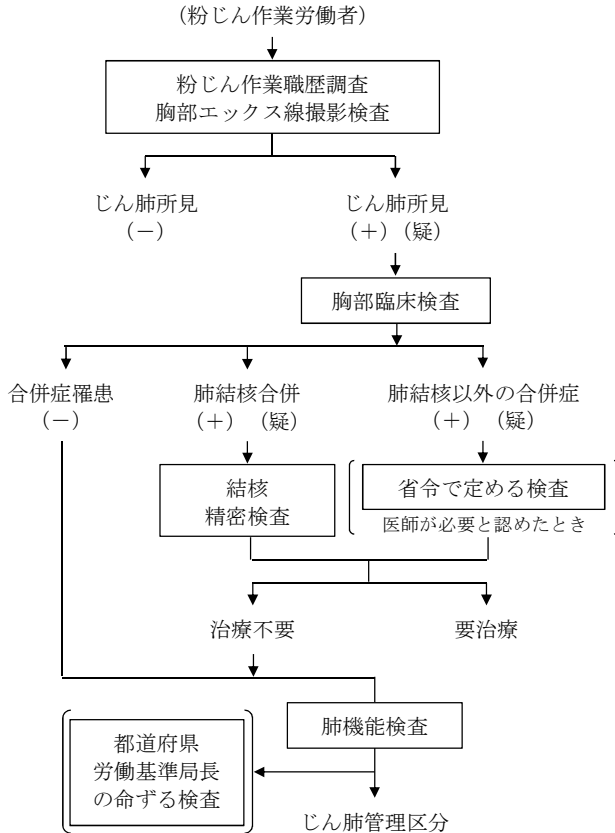 （粉じん作業労働者）
粉じん作業職歴調査
胸部エックス線撮影検査
じん肺所見
（－）
じん肺所見
（＋）（疑）
胸部臨床検査
合併症罹患
（－）
肺結核合併
（＋）（疑）
肺結核以外の合併症
（＋）（疑）
結核
精密検査
省令で定める検査
医師が必要と認めたとき
治療不要
要治療
肺機能検査
都道府県
労働基準局長
の命ずる検査
じん肺管理区分